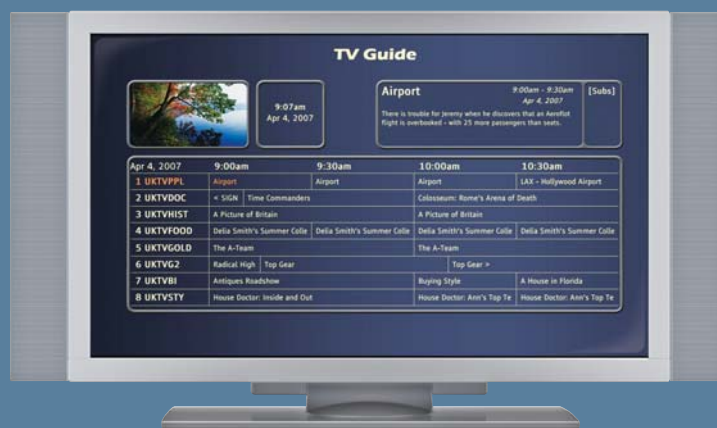 TV Guide
9:07am
Apr 4, 2007
Airport
9:00am - 9:30am
Apr 4, 2007
[Subs]
There is trouble for Jeremy when he discovers that an Aeroflot
flight is overbooked - with 25 more passengers than seats.
Apr 4, 2007 9:00am 9:30am 10:00am 10:30am
1 UKTVPPL Airport Airport Airport LAX - Hollywood Airport
2 UKTVDOC < SIGN Time Commanders Colosseum: Rome's Arena of Death
3 UKTVHIST A Picture of Britain A Picture of Britain
4 UKTVFOOD Delia Smith's Summer Colle Delia Smith's Summer Colle Delia Smith's Summer Colle Delia Smith's Summer Colle
5 UKTVGOLD The A-Team The A-Team
6 UKTVG2 Radical High Top Gear Top Gear >
7 UKTVBI Antiques Roadshow Buying Style A House in Florida
8 UKTVSTY House Doctor: Inside and Out House Doctor: Ann's Top Te House Doctor: Ann's Top Te